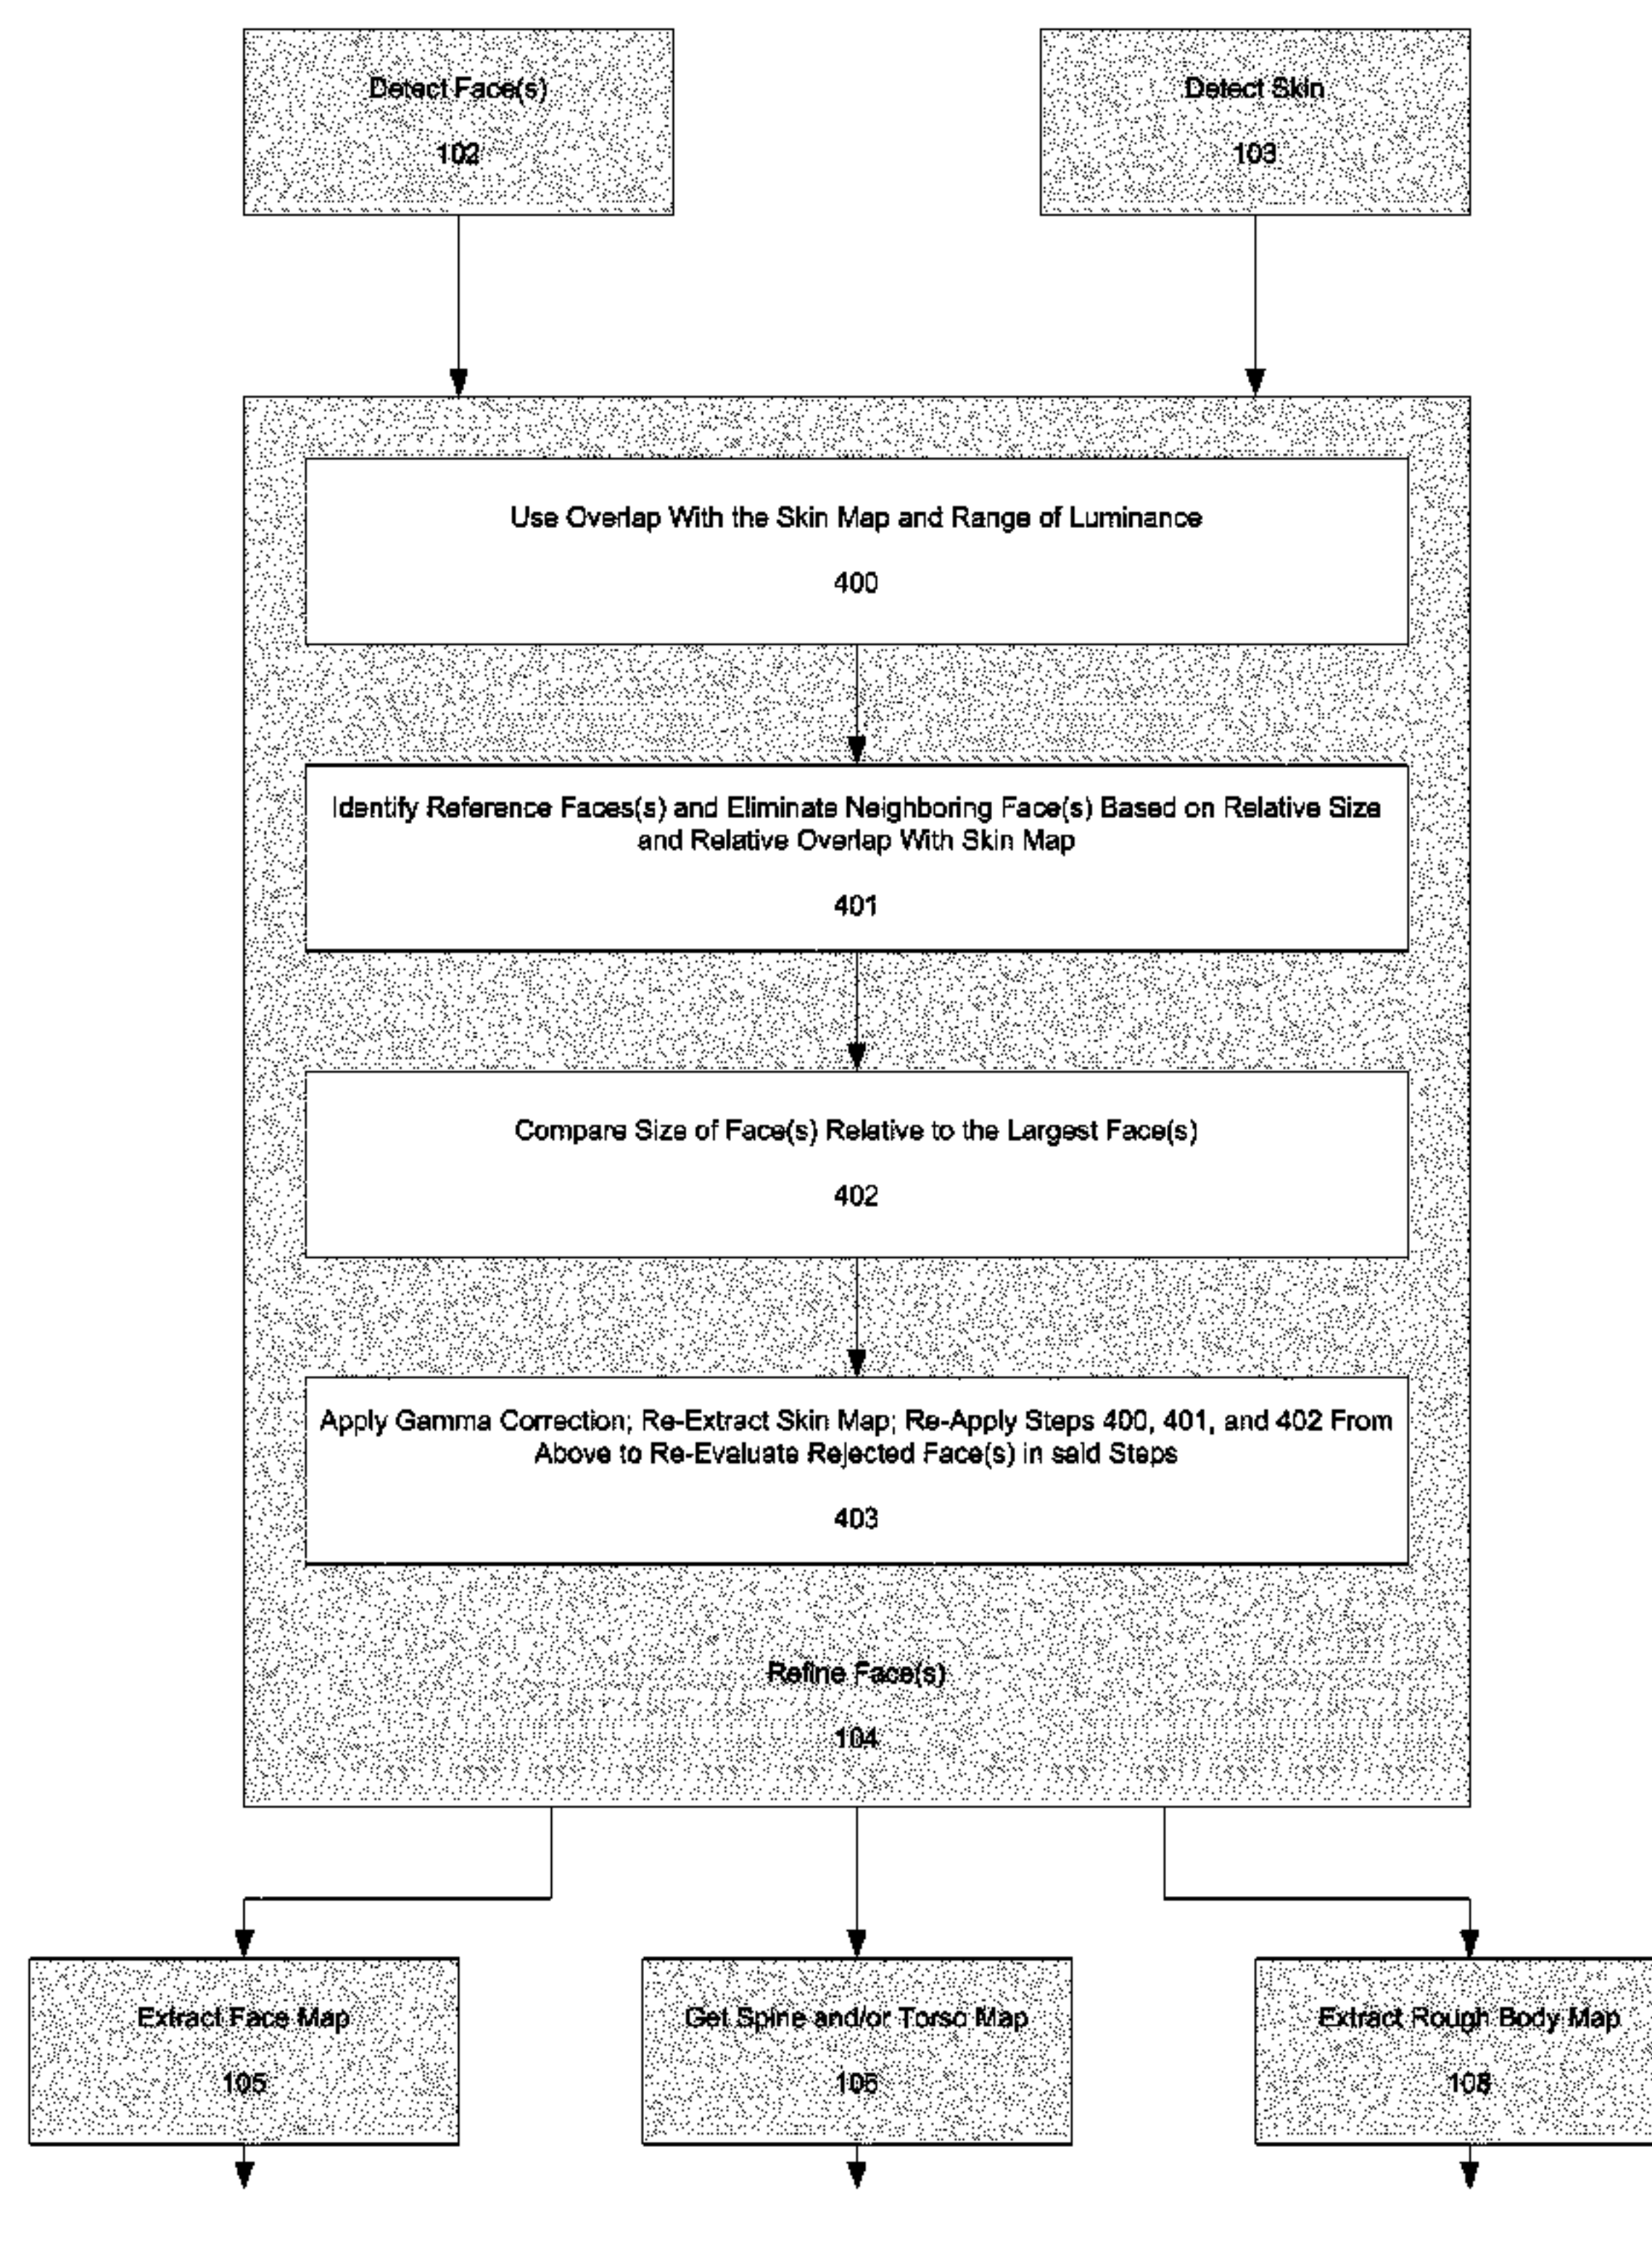 Detect Face(s)
102
Detect Skin
103
Use Overlap With the Skin Map and Range of Luminance
400
Identify Reference Faces(s) and Eliminate Neighboring Face(s) Based on Relative Size
and Relative Overlap With Skin Map
401
Compare Size of Face(s) Relative to the Largest Face(s)
402
Apply Gamma Correction; Re-Extract Skin Map; Re-Apply Steps 400, 401, and 402 From
Above to Re-Evaluate Rejected Face(s) in said Steps
403
Refine Face(s)
104
Extract Face Map
105
Get Spine and/or Torso Map
106
Extract Rough Body Map
108